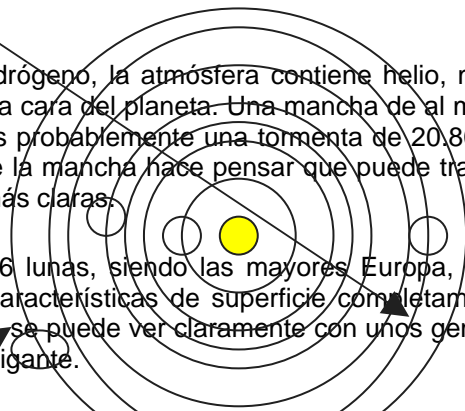 drógeno, la atmósfera contiene helio,
a cara del planeta. Una mancha de al m
s probablemente una tormenta de 20.8
e la mancha hace pensar que puede tra
ás claras.
6 lunas, siendo las mayores Europa,
aracterísticas de superficie completam
se puede ver claramente con unos ge
igante.